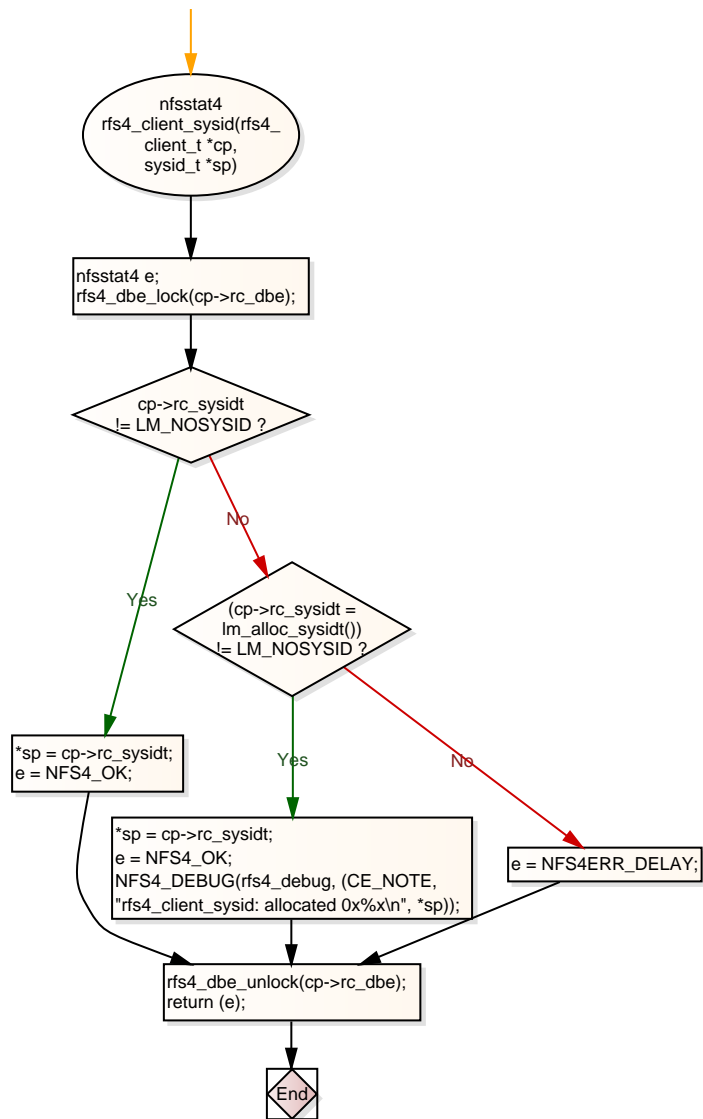 nfsstat4
rfs4_client_sysid(rfs4_
client_t *cp,
sysid_t *sp)
nfsstat4 e;
rfs4_dbe_lock(cp->rc_dbe);
cp->rc_sysidt
!= LM_NOSYSID ?
No
Yes
(cp->rc_sysidt =
lm_alloc_sysidt())
!= LM_NOSYSID ?
*sp = cp->rc_sysidt;
e = NFS4_OK;
Yes
No
*sp = cp->rc_sysidt;
e = NFS4_OK;
NFS4_DEBUG(rfs4_debug, (CE_NOTE,
"rfs4_client_sysid: allocated 0x%x\n", *sp));
e = NFS4ERR_DELAY;
rfs4_dbe_unlock(cp->rc_dbe);
return (e);
End